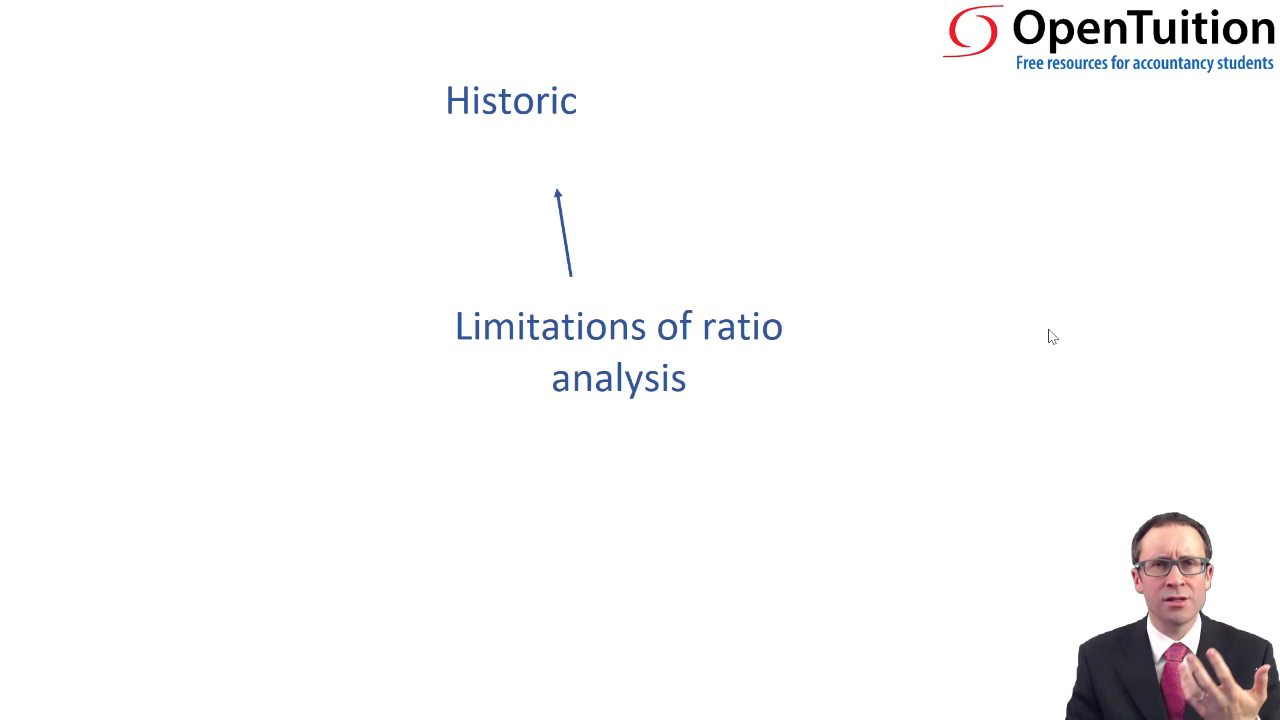 OpenTuition
Free resources for accountancy students
Historic
Limitations of ratio
analysis